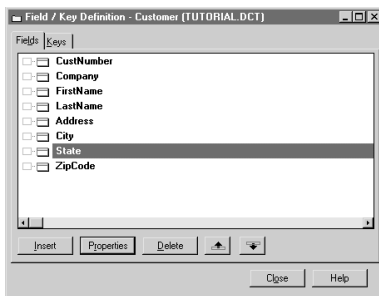 Field / Key Definition - Customer (TUTORIAL.DCT)
Fields Keys
CustNumber
Company
FirstName
LastName
Address
City
State
ZipCode
Insert Properties Delete
Close Help